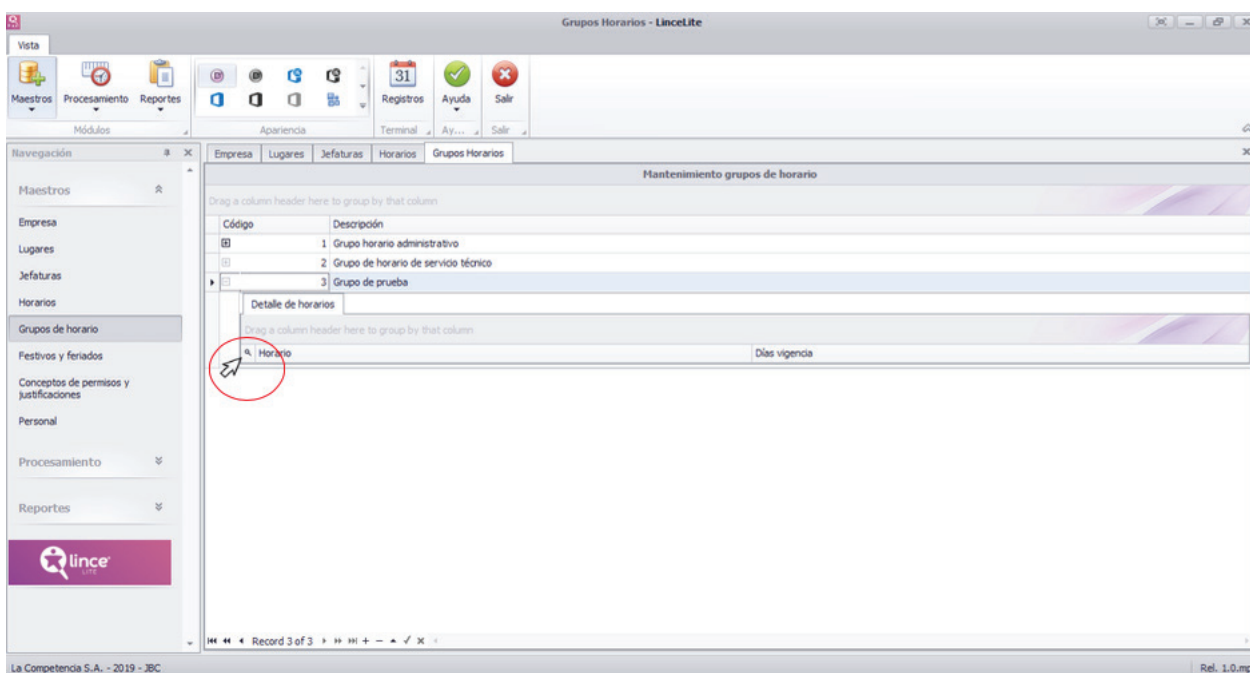 Grupos Horarios - LinceLite
Vista
Maestros
Procesamiento
Reportes
31
Registros
Ayuda
Salir
Módulos
Apariencia
Terminal
Ay...
Salir
Navegación
Empresa
Lugares
Jefaturas
Horarios
Grupos Horarios
Maestros
Empresa
Lugares
Jefaturas
Horarios
Grupos de horario
Festivos y feriados
Conceptos de permisos y
justificaciones
Personal
Procesamiento
Reportes
lince
LITE
Mantenimiento grupos de horario
Drag a column header here to group by that column
Código Descripción
1 Grupo horario administrativo
2 Grupo de horario de servicio técnico
3 Grupo de prueba
Detalle de horarios
Drag a column header here to group by that column
Horario Días vigencia
Record 3 of 3
La Competencia S.A. - 2019 - JBC
Rel. 1.0.mp